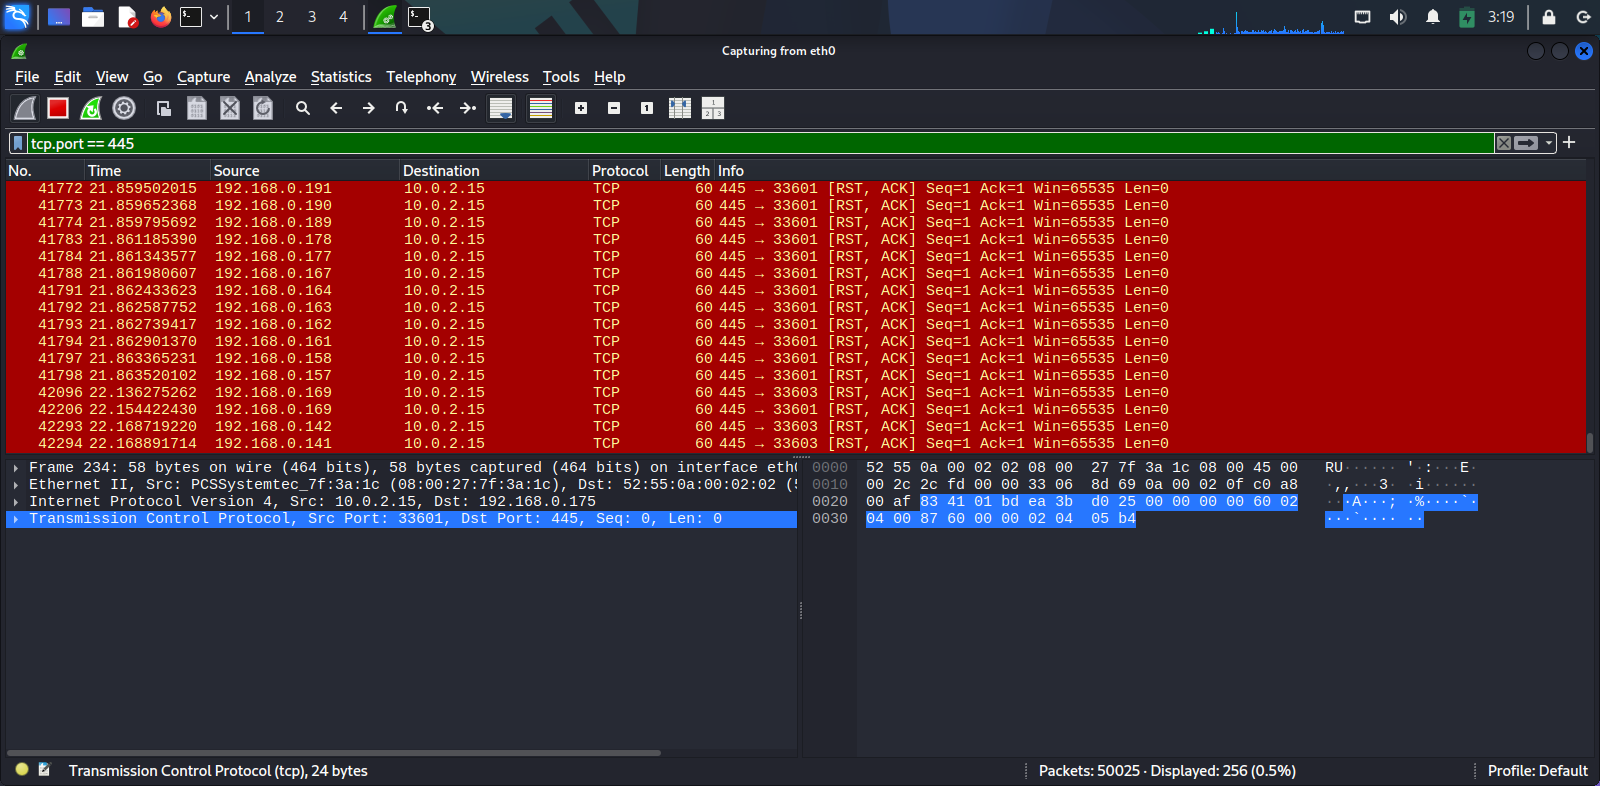 1 2 3 4 3 3:19
Capturing from eth0
File Edit View Go Capture Analyze Statistics Telephony Wireless Tools Help
tcp.port == 445
No. Time Source Destination Protocol Length Info
41772 21.859502015 192.168.0.191 10.0.2.15 TCP 60 445 → 33601 [RST, ACK] Seq=1 Ack=1 Win=65535 Len=0
41773 21.859652368 192.168.0.190 10.0.2.15 TCP 60 445 → 33601 [RST, ACK] Seq=1 Ack=1 Win=65535 Len=0
41774 21.859795692 192.168.0.189 10.0.2.15 TCP 60 445 → 33601 [RST, ACK] Seq=1 Ack=1 Win=65535 Len=0
41783 21.861185390 192.168.0.178 10.0.2.15 TCP 60 445 → 33601 [RST, ACK] Seq=1 Ack=1 Win=65535 Len=0
41784 21.861343577 192.168.0.177 10.0.2.15 TCP 60 445 → 33601 [RST, ACK] Seq=1 Ack=1 Win=65535 Len=0
41788 21.861980607 192.168.0.167 10.0.2.15 TCP 60 445 → 33601 [RST, ACK] Seq=1 Ack=1 Win=65535 Len=0
41791 21.862433623 192.168.0.164 10.0.2.15 TCP 60 445 → 33601 [RST, ACK] Seq=1 Ack=1 Win=65535 Len=0
41792 21.862587752 192.168.0.163 10.0.2.15 TCP 60 445 → 33601 [RST, ACK] Seq=1 Ack=1 Win=65535 Len=0
41793 21.862739417 192.168.0.162 10.0.2.15 TCP 60 445 → 33601 [RST, ACK] Seq=1 Ack=1 Win=65535 Len=0
41794 21.862901370 192.168.0.161 10.0.2.15 TCP 60 445 → 33601 [RST, ACK] Seq=1 Ack=1 Win=65535 Len=0
41797 21.863365231 192.168.0.158 10.0.2.15 TCP 60 445 → 33601 [RST, ACK] Seq=1 Ack=1 Win=65535 Len=0
41798 21.863520102 192.168.0.157 10.0.2.15 TCP 60 445 → 33601 [RST, ACK] Seq=1 Ack=1 Win=65535 Len=0
42096 22.136275262 192.168.0.169 10.0.2.15 TCP 60 445 → 33603 [RST, ACK] Seq=1 Ack=1 Win=65535 Len=0
42206 22.154422430 192.168.0.169 10.0.2.15 TCP 60 445 → 33601 [RST, ACK] Seq=1 Ack=1 Win=65535 Len=0
42293 22.168719220 192.168.0.142 10.0.2.15 TCP 60 445 → 33603 [RST, ACK] Seq=1 Ack=1 Win=65535 Len=0
42294 22.168891714 192.168.0.141 10.0.2.15 TCP 60 445 → 33603 [RST, ACK] Seq=1 Ack=1 Win=65535 Len=0
Frame 234: 58 bytes on wire (464 bits), 58 bytes captured (464 bits) on interface eth
Ethernet II, Src: PCSSystemtec_7f:3a:1c (08:00:27:7f:3a:1c), Dst: 52:55:0a:00:02:02 (5
Internet Protocol Version 4, Src: 10.0.2.15, Dst: 192.168.0.175
Transmission Control Protocol, Src Port: 33601, Dst Port: 445, Seq: 0, Len: 0
0000 52 55 0a 00 02 02 08 00 27 7f 3a 1c 08 00 45 00 RU······ '·:···E·
0010 00 2c 2c fd 00 00 33 06 8d 69 0a 00 02 0f c0 a8 ·,,···3· ·i······
0020 00 af 83 41 01 bd ea 3b d0 25 00 00 00 00 60 02 ···A···; ·%····`·
0030 04 00 87 60 00 00 02 04 05 b4 ···`···· ··
Transmission Control Protocol (tcp), 24 bytes
Packets: 50025 · Displayed: 256 (0.5%)
Profile: Default